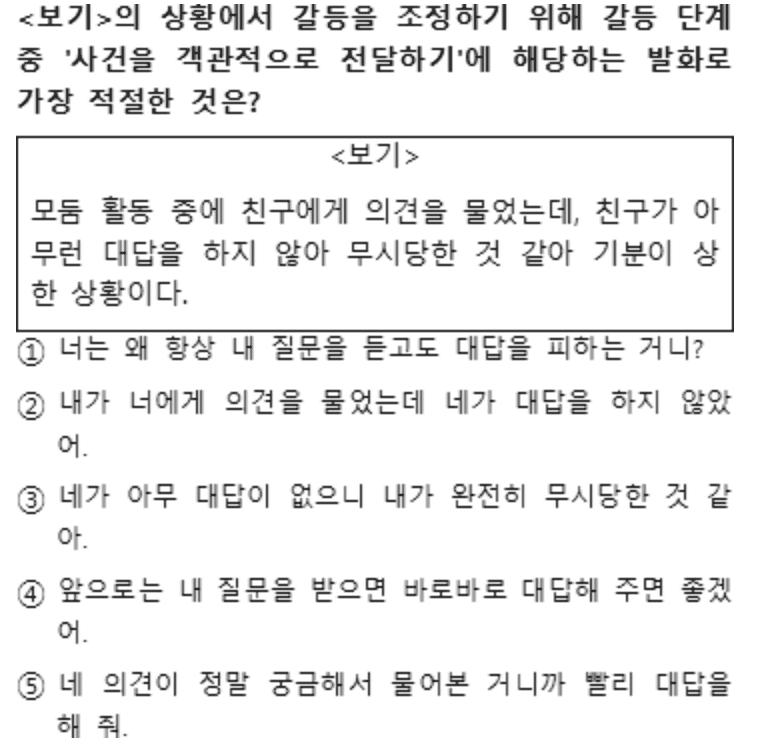 <보기>의 상황에서 갈등을 조정하기 위해 갈등 단계
중 '사건을 객관적으로 전달하기'에 해당하는 발화로
가장 적절한 것은?
<보기>
모둠 활동 중에 친구에게 의견을 물었는데, 친구가 아
무런 대답을 하지 않아 무시당한 것 같아 기분이 상
한 상황이다.
① 너는 왜 항상 내 질문을 듣고도 대답을 피하는 거니?
② 내가 너에게 의견을 물었는데 네가 대답을 하지 않았
어.
③ 네가 아무 대답이 없으니 내가 완전히 무시당한 것 같
아.
④ 앞으로는 내 질문을 받으면 바로바로 대답해 주면 좋겠
어.
⑤ 네 의견이 정말 궁금해서 물어본 거니까 빨리 대답을
해 줘.